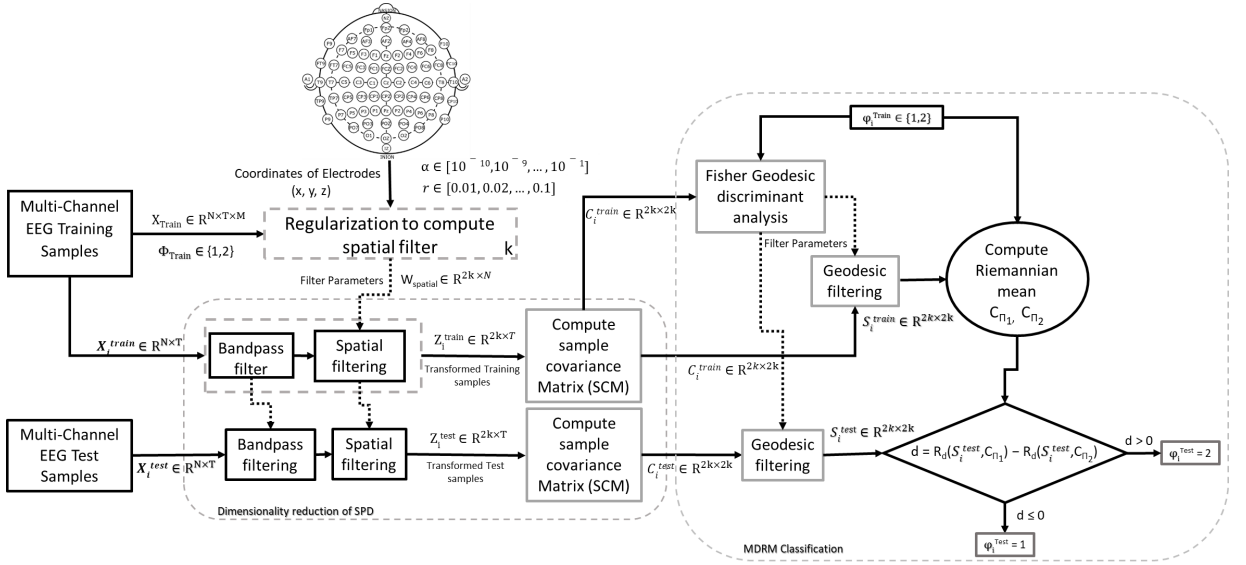 NASION
INION
A1
A2
Coordinates of Electrodes
(x, y, z)
α ∈ [10⁻¹⁰,10⁻⁹,…, 10⁻¹]
r ∈ [0.01, 0.02, … , 0.1]
Multi-Channel
EEG Training
Samples
X_Train ∈ R^N×T×M
Φ_Train ∈ {1,2}
Regularization to compute
spatial filter
k
Filter Parameters
W_spatial ∈ R^2k×N
X_i^train ∈ R^N×T
Bandpass
filter
Spatial
filtering
Z_i^train ∈ R^2k×T
Transformed Training
samples
Compute
sample
covariance
Matrix (SCM)
Multi-Channel
EEG Test
Samples
X_i^test ∈ R^N×T
Bandpass
filtering
Spatial
filtering
Z_i^test ∈ R^2k×T
Transformed Test
samples
Compute
sample
covariance
Matrix (SCM)
Dimensionality reduction of SPD
C_i^train ∈ R^2k×2k
C_i^train ∈ R^2k×2k
C_i^test ∈ R^2k×2k
φ_i^Train ∈ {1,2}
Fisher Geodesic
discriminant
analysis
Filter Parameters
Geodesic
filtering
S_i^train ∈ R^2k×2k
Compute
Riemannian
mean
C_Π₁, C_Π₂
Geodesic
filtering
S_i^test ∈ R^2k×2k
d = R_d(S_i^test,C_Π₁) − R_d(S_i^test,C_Π₂)
d > 0
φ_i^Test = 2
d ≤ 0
φ_i^Test = 1
MDRM Classification